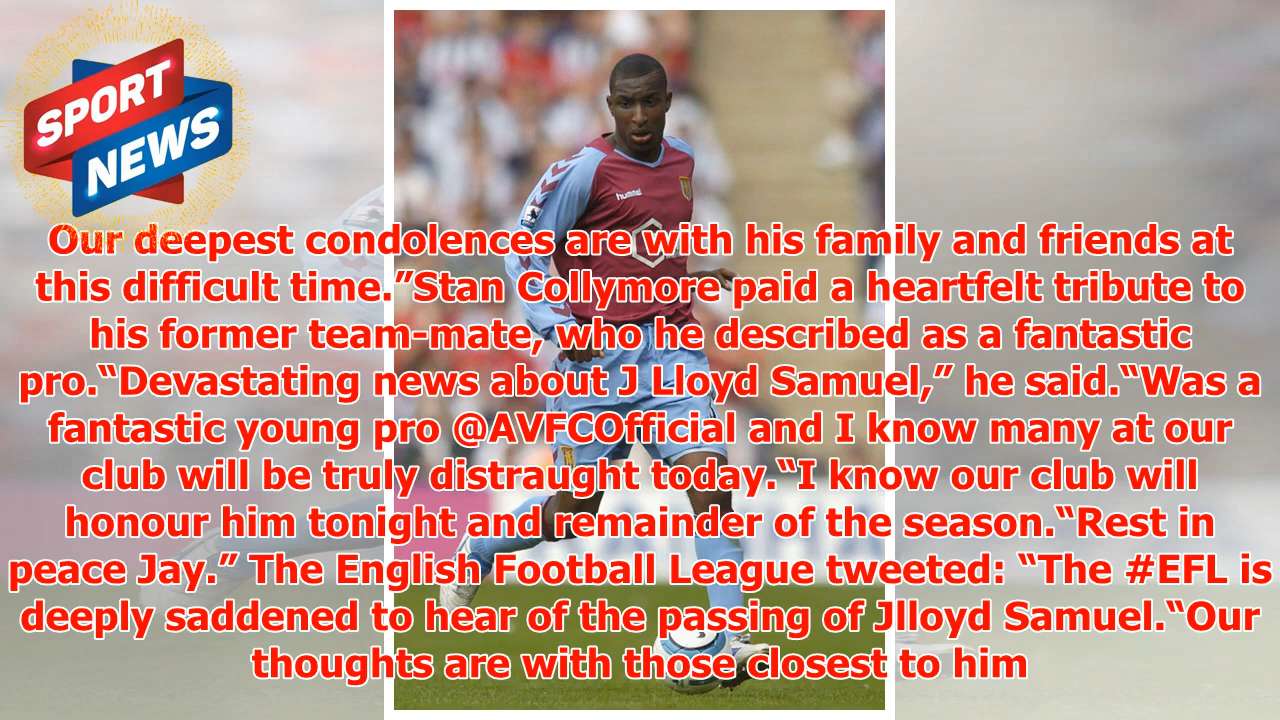 SPORT
NEWS
hummel
Our deepest condolences are with his family and friends at
this difficult time.”Stan Collymore paid a heartfelt tribute to
his former team-mate, who he described as a fantastic
pro.“Devastating news about J Lloyd Samuel,” he said.“Was a
fantastic young pro @AVFCOfficial and I know many at our
club will be truly distraught today.“I know our club will
honour him tonight and remainder of the season.“Rest in
peace Jay.” The English Football League tweeted: “The #EFL is
deeply saddened to hear of the passing of Jlloyd Samuel.“Our
thoughts are with those closest to him